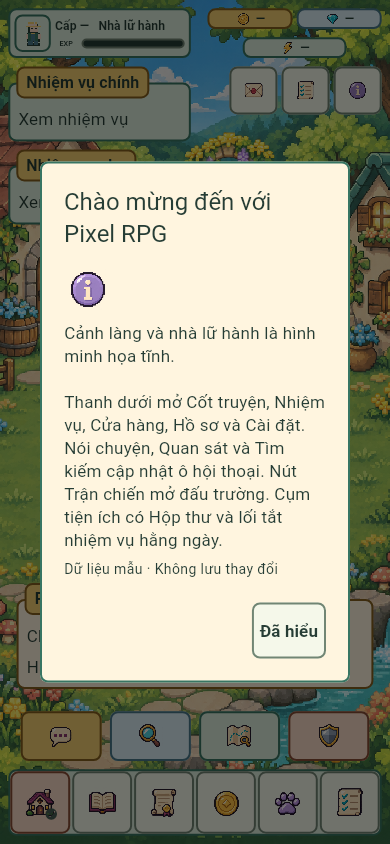 Cấp — Nhà lữ hành
EXP
—
—
—
Nhiệm vụ chính
Xem nhiệm vụ
Chào mừng đến với
Pixel RPG
Cảnh làng và nhà lữ hành là hình
minh họa tĩnh.
Thanh dưới mở Cốt truyện, Nhiệm
vụ, Cửa hàng, Hồ sơ và Cài đặt.
Nói chuyện, Quan sát và Tìm
kiếm cập nhật ô hội thoại. Nút
Trận chiến mở đấu trường. Cụm
tiện ích có Hộp thư và lối tắt
nhiệm vụ hằng ngày.
Dữ liệu mẫu · Không lưu thay đổi
Đã hiểu